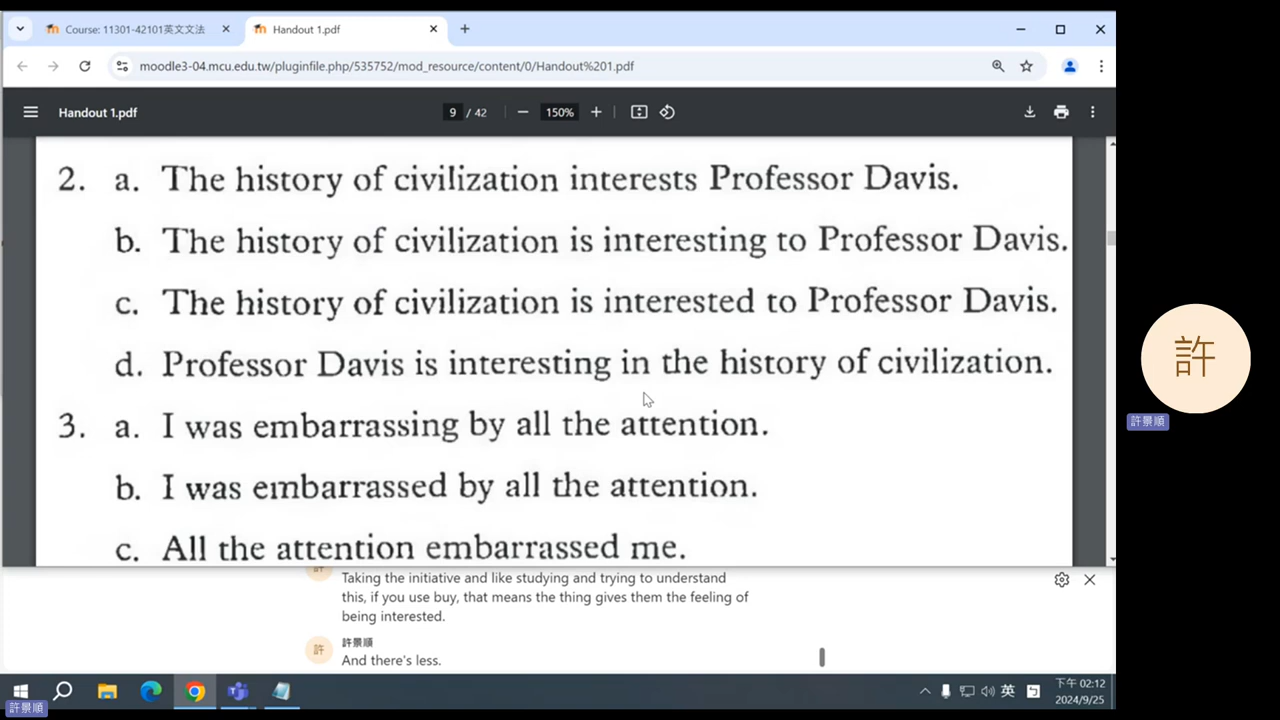 Course: 11301-42101英文文法
Handout 1.pdf
moodle3-04.mcu.edu.tw/pluginfile.php/535752/mod_resource/content/0/Handout%201.pdf
Handout 1.pdf
9 / 42
150%
2. a. The history of civilization interests Professor Davis.
b. The history of civilization is interesting to Professor Davis.
c. The history of civilization is interested to Professor Davis.
d. Professor Davis is interesting in the history of civilization.
3. a. I was embarrassing by all the attention.
b. I was embarrassed by all the attention.
c. All the attention embarrassed me.
許
許景順
許
Taking the initiative and like studying and trying to understand
this, if you use buy, that means the thing gives them the feeling of
being interested.
許
許景順
And there's less.
英
ㄅ
下午 02:12
2024/9/25
許景順